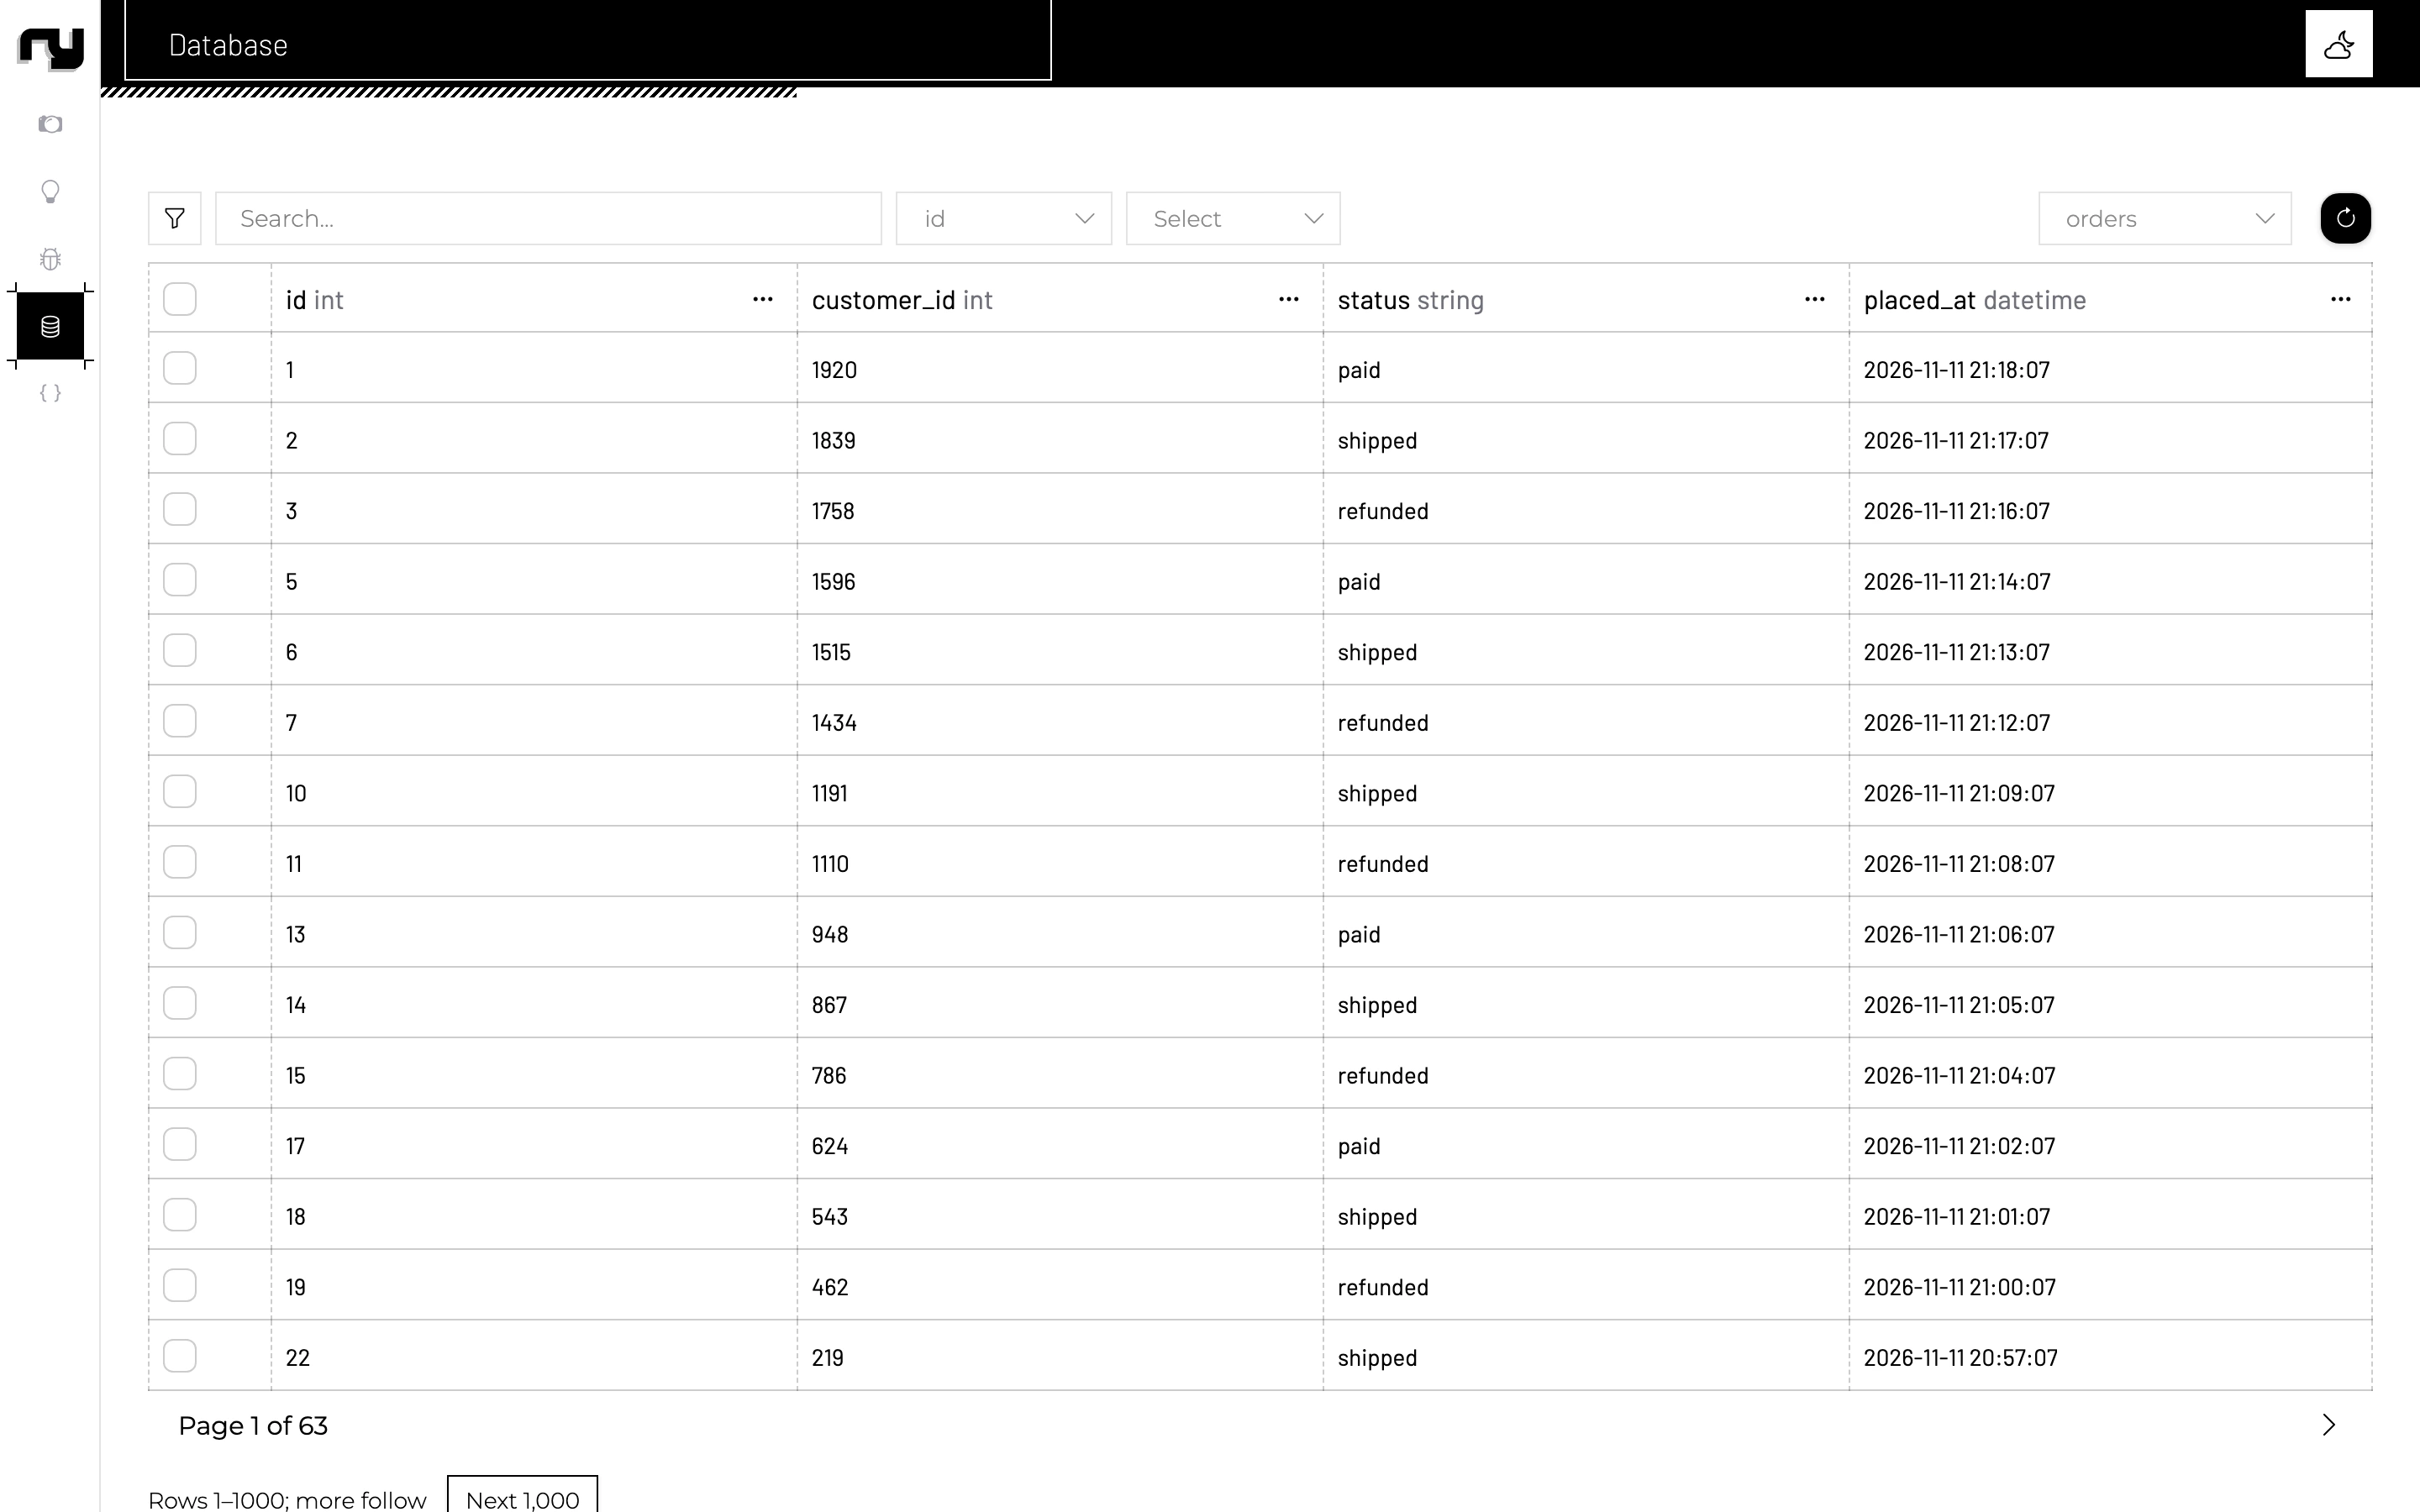 ry
Database
Search...
id
Select
orders
id int ... customer_id int ... status string ... placed_at datetime ...
1 1920 paid 2026-11-11 21:18:07
2 1839 shipped 2026-11-11 21:17:07
3 1758 refunded 2026-11-11 21:16:07
5 1596 paid 2026-11-11 21:14:07
6 1515 shipped 2026-11-11 21:13:07
7 1434 refunded 2026-11-11 21:12:07
10 1191 shipped 2026-11-11 21:09:07
11 1110 refunded 2026-11-11 21:08:07
13 948 paid 2026-11-11 21:06:07
14 867 shipped 2026-11-11 21:05:07
15 786 refunded 2026-11-11 21:04:07
17 624 paid 2026-11-11 21:02:07
18 543 shipped 2026-11-11 21:01:07
19 462 refunded 2026-11-11 21:00:07
22 219 shipped 2026-11-11 20:57:07
Page 1 of 63
Rows 1–1000; more follow
Next 1,000